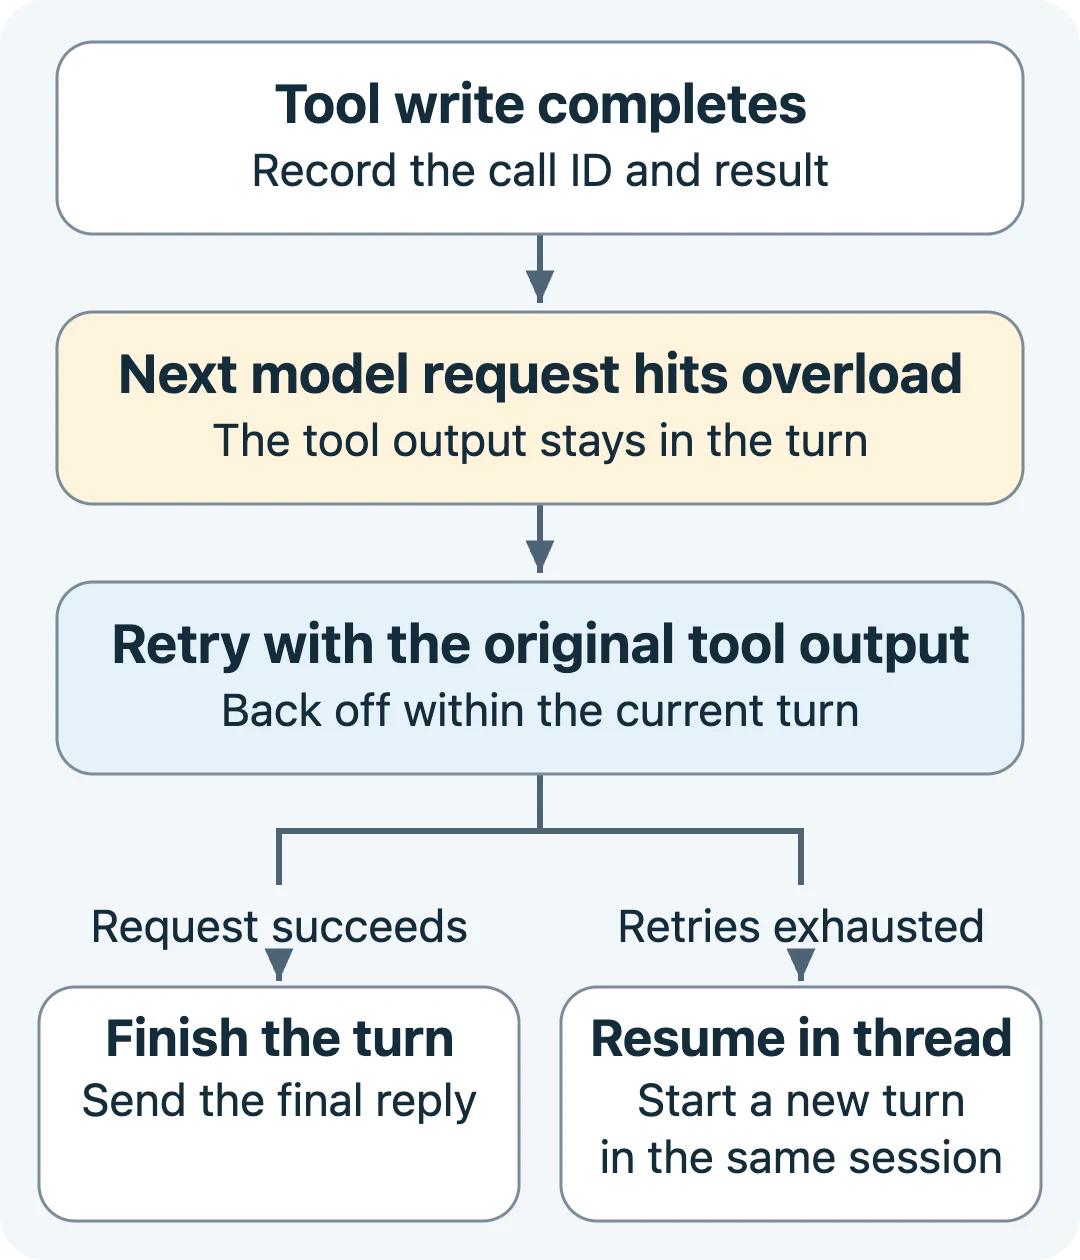 Tool write completes
Record the call ID and result
Next model request hits overload
The tool output stays in the turn
Retry with the original tool output
Back off within the current turn
Request succeeds
Retries exhausted
Finish the turn
Send the final reply
Resume in thread
Start a new turn
in the same session